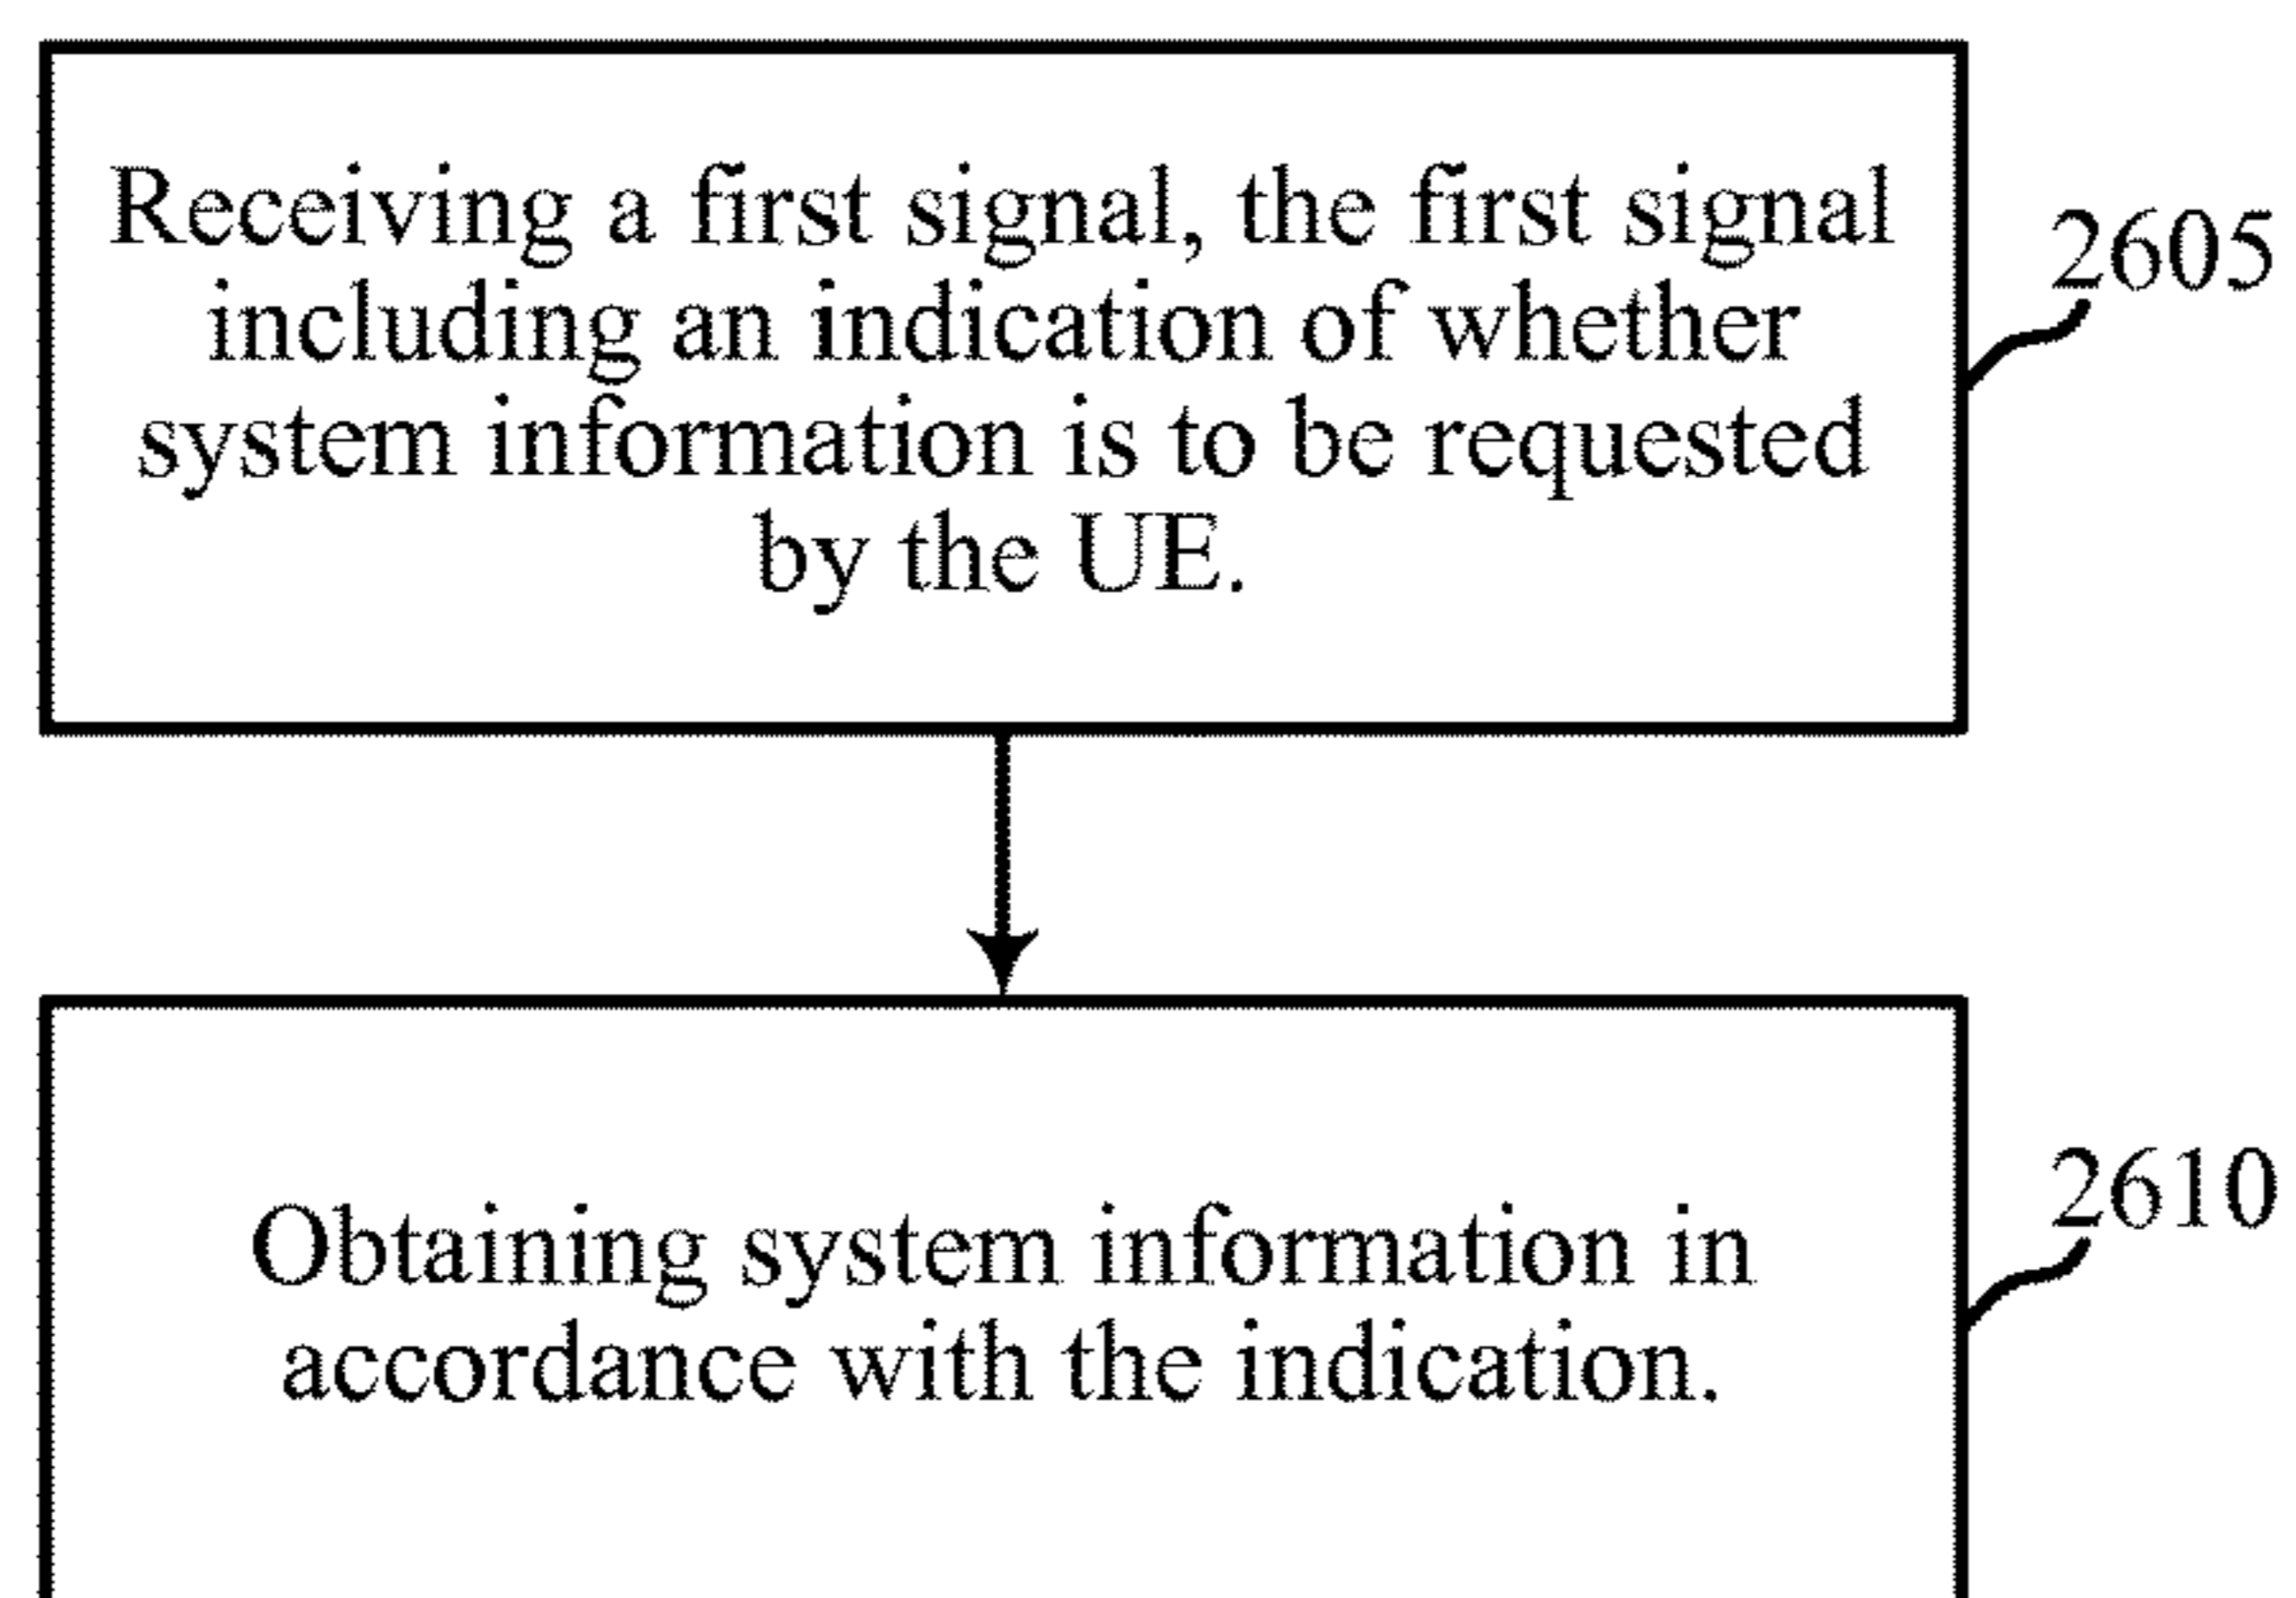 Receiving a first signal, the first signal
including an indication of whether
system information is to be requested
by the UE.
2605
Obtaining system information in
accordance with the indication.
2610